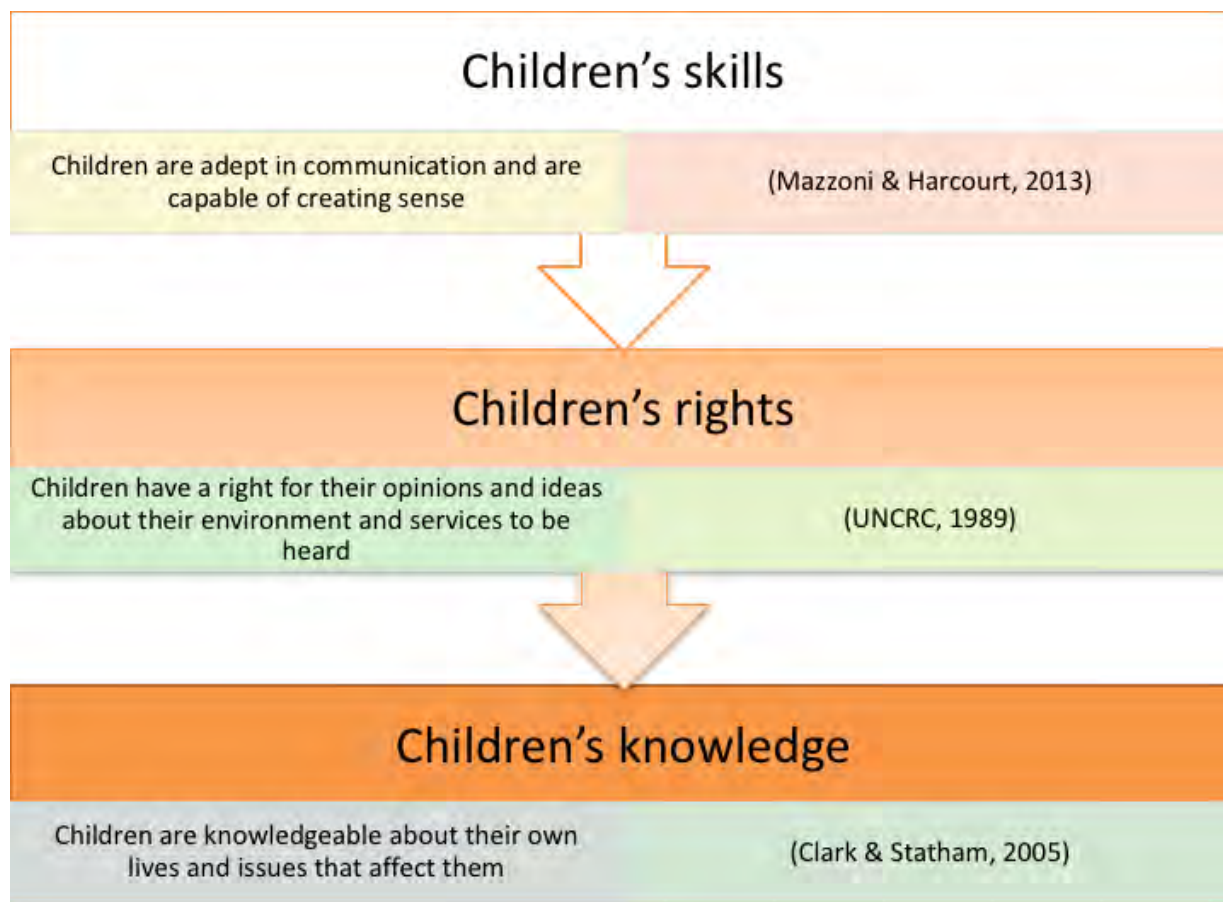 Children’s skills
Children are adept in communication and are
capable of creating sense
(Mazzoni & Harcourt, 2013)
Children’s rights
Children have a right for their opinions and ideas
about their environment and services to be
heard
(UNCRC, 1989)
Children’s knowledge
Children are knowledgeable about their own
lives and issues that affect them
(Clark & Statham, 2005)